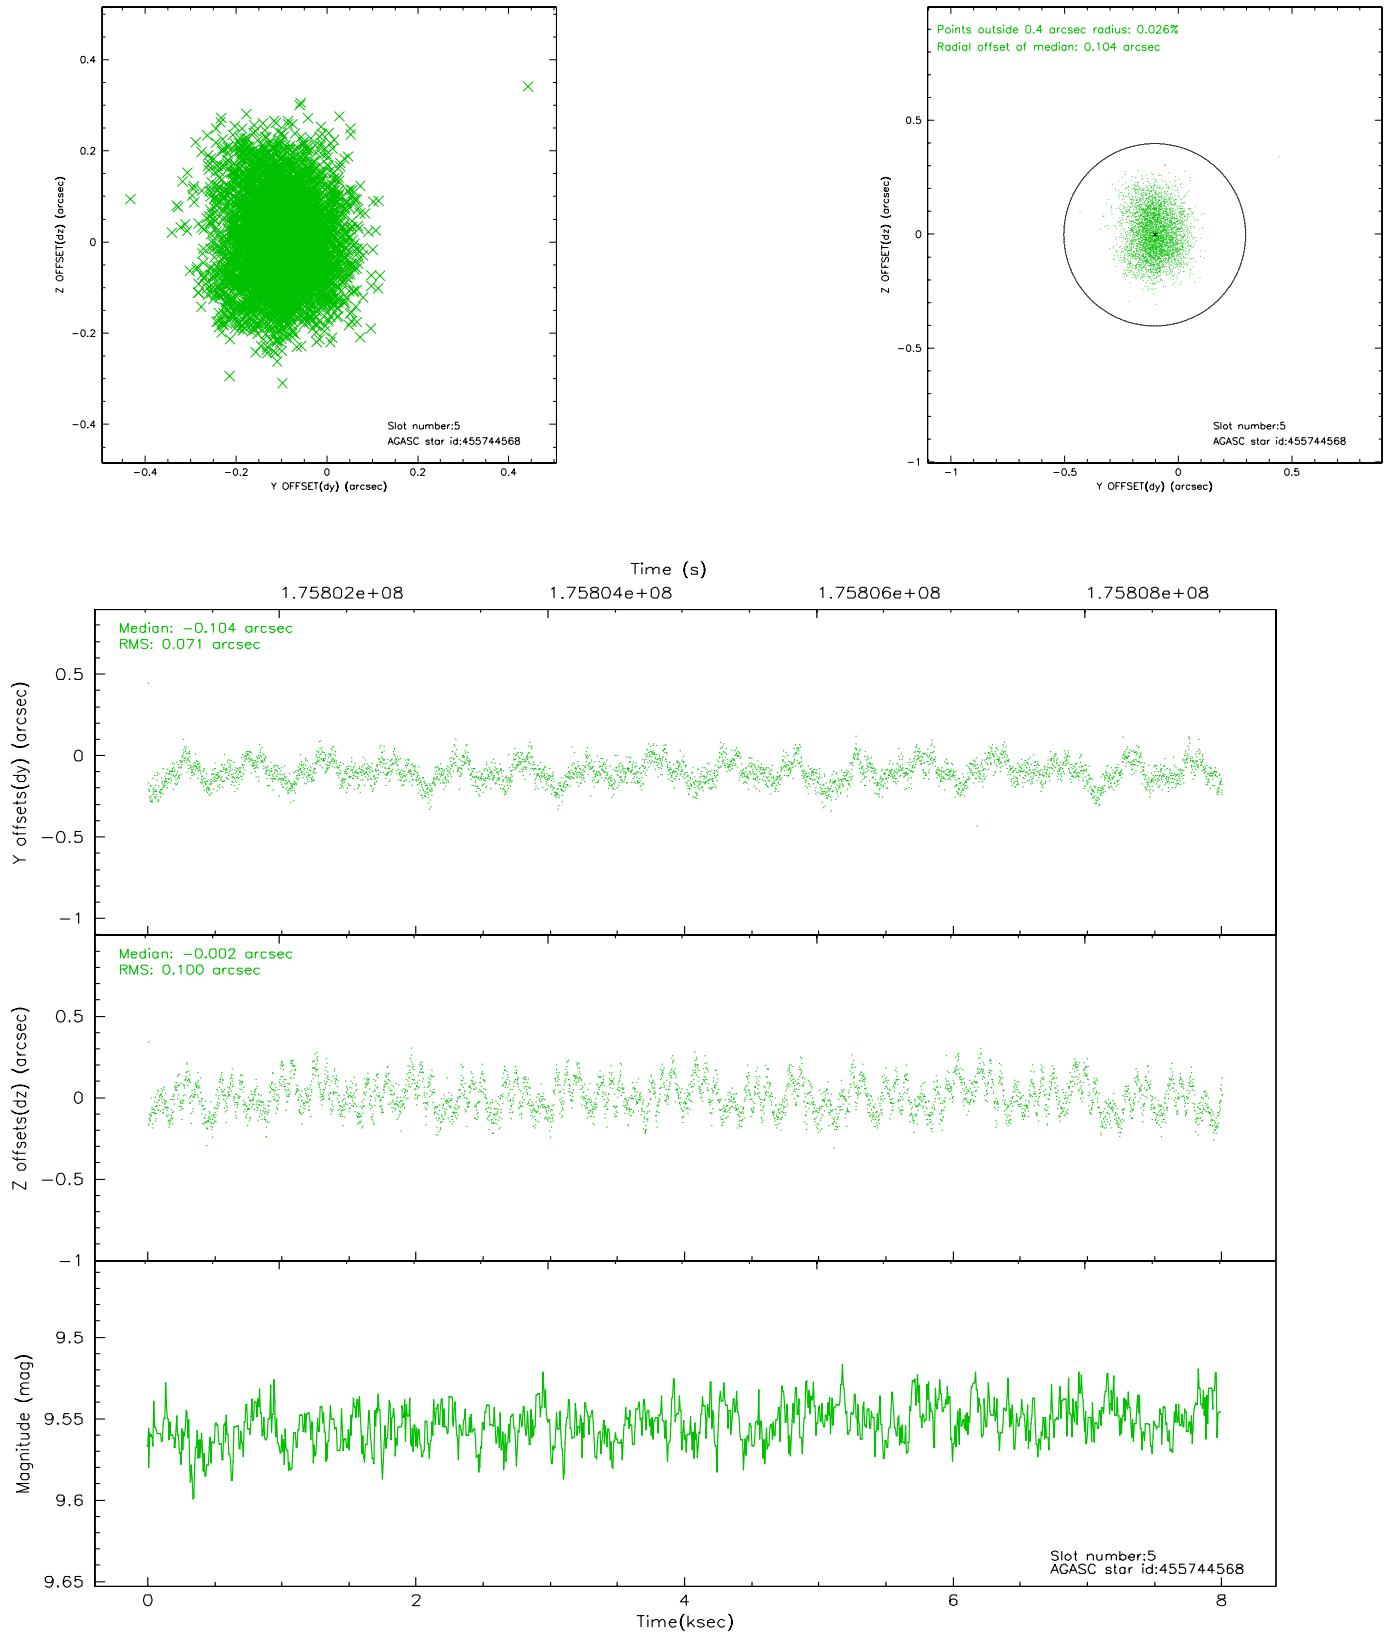 0.4
0.2
0
−0.2
−0.4
Z OFFSET(dz) (arcsec)
−0.4 −0.2 0 0.2 0.4
Y OFFSET(dy) (arcsec)
Slot number:5
AGASC star id:455744568
Points outside 0.4 arcsec radius: 0.026%
Radial offset of median: 0.104 arcsec
0.5
0
−0.5
−1
Z OFFSET(dz) (arcsec)
−1 −0.5 0 0.5
Y OFFSET(dy) (arcsec)
Slot number:5
AGASC star id:455744568
Time (s)
1.75802e+08 1.75804e+08 1.75806e+08 1.75808e+08
Median: −0.104 arcsec
RMS: 0.071 arcsec
0.5
0
−0.5
−1
Y offsets(dy) (arcsec)
Median: −0.002 arcsec
RMS: 0.100 arcsec
0.5
0
−0.5
−1
Z offsets(dz) (arcsec)
9.5
9.55
9.6
9.65
Magnitude (mag)
Slot number:5
AGASC star id:455744568
0 2 4 6 8
Time(ksec)